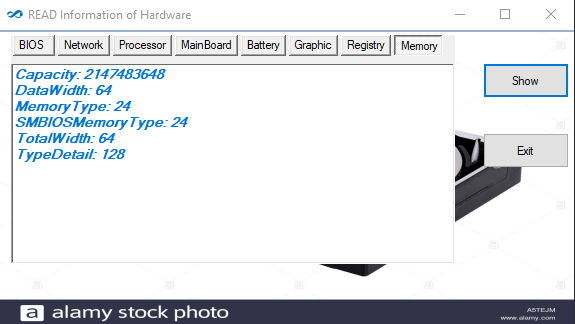 READ Information of Hardware
BIOS Network Processor MainBoard Battery Graphic Registry Memory
Capacity: 2147483648
DataWidth: 64
MemoryType: 24
SMBIOSMemoryType: 24
TotalWidth: 64
TypeDetail: 128
Show
Exit
a alamy stock photo
ASTEJM
www.alamy.com